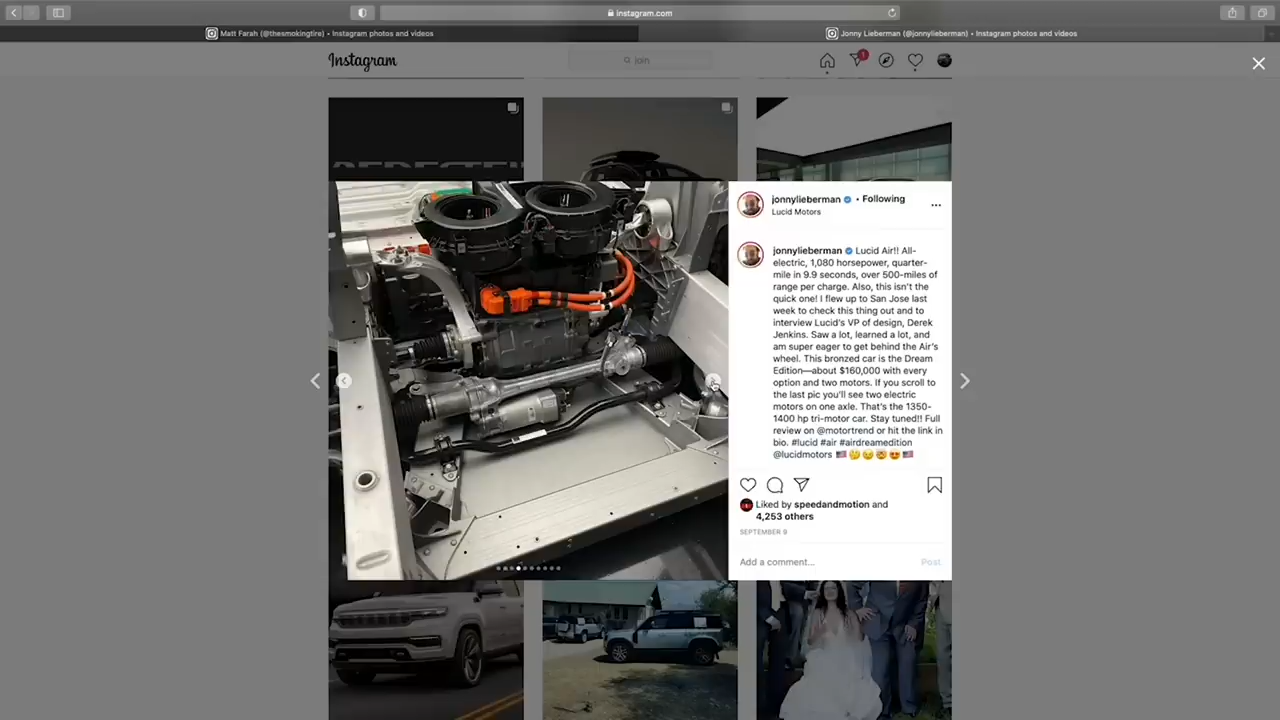 instagram.com
Matt Farah (@thesmokingtire) • Instagram photos and videos
Jonny Lieberman (@jonnylieberman) • Instagram photos and videos
Instagram
join
1
jonnylieberman • Following
Lucid Motors
jonnylieberman Lucid Air!! All-
electric, 1,080 horsepower, quarter-
mile in 9.9 seconds, over 500-miles of
range per charge. Also, this isn't the
quick one! I flew up to San Jose last
week to check this thing out and to
interview Lucid's VP of design, Derek
Jenkins. Saw a lot, learned a lot, and
am super eager to get behind the Air's
wheel. This bronzed car is the Dream
Edition—about $160,000 with every
option and two motors. If you scroll to
the last pic you'll see two electric
motors on one axle. That's the 1350-
1400 hp tri-motor car. Stay tuned!! Full
review on @motortrend or hit the link in
bio. #lucid #air #airdreamedition
@lucidmotors
Liked by speedandmotion and
4,253 others
SEPTEMBER 9
Add a comment...
Post